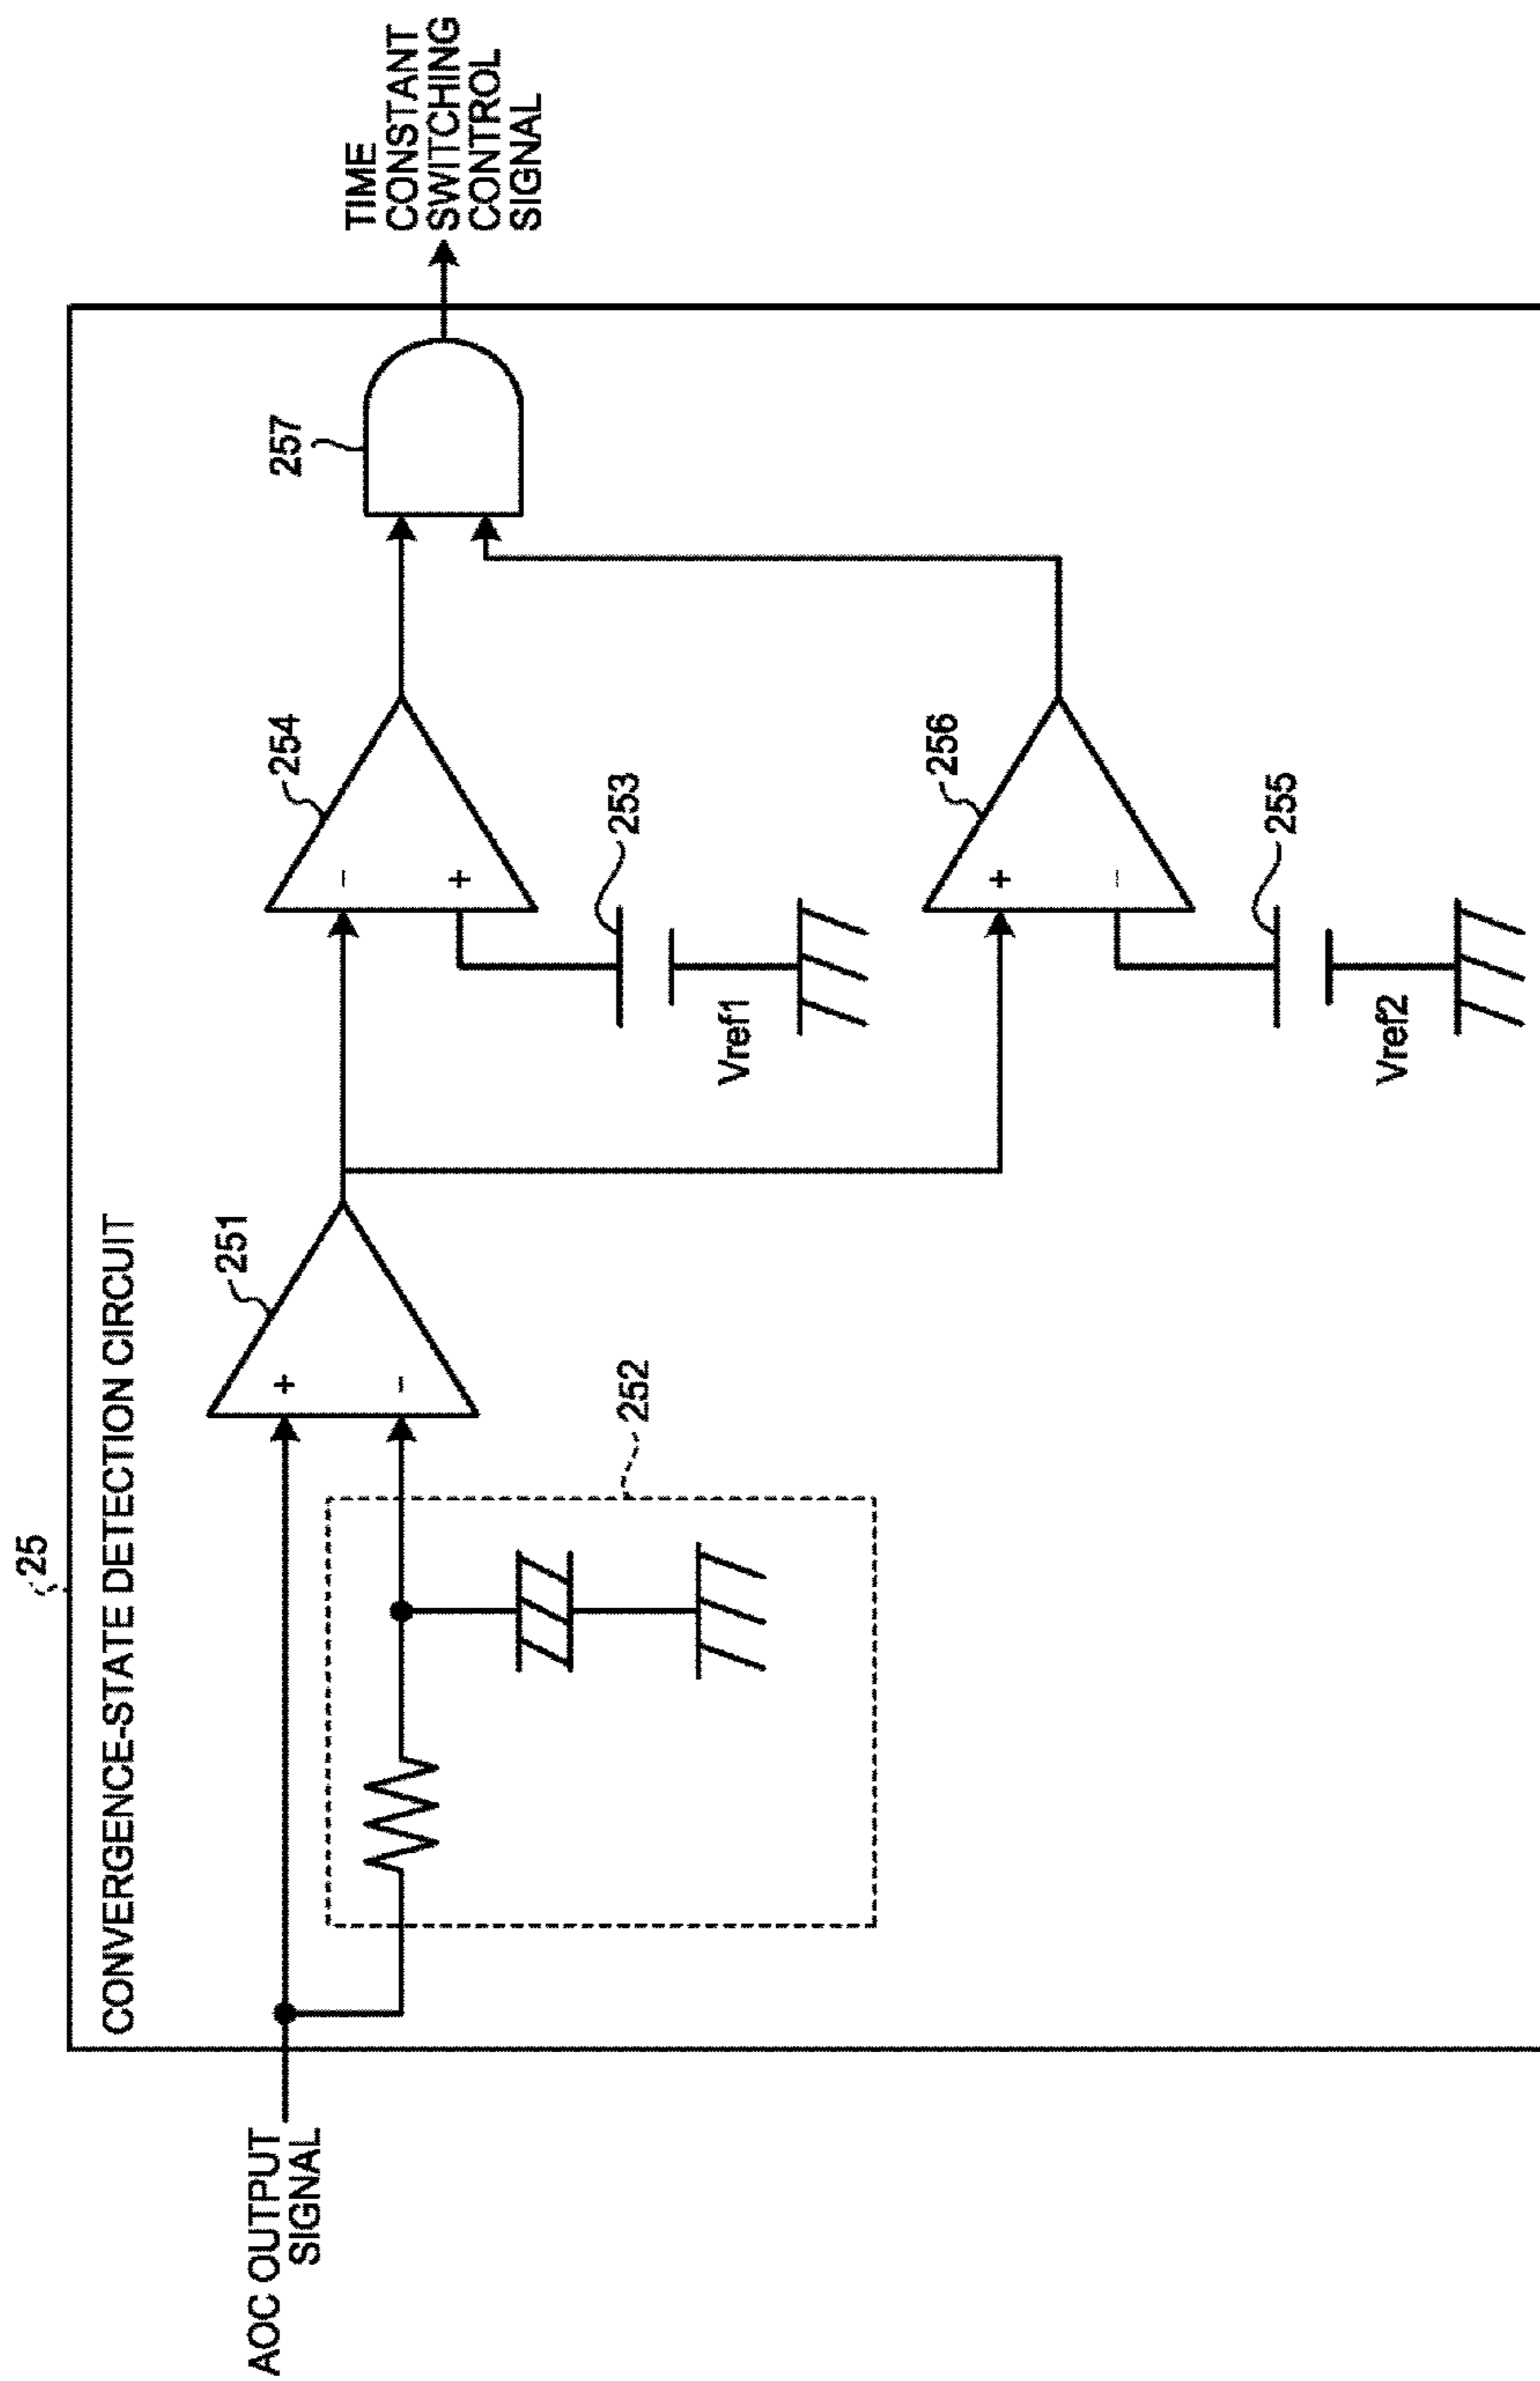 25
CONVERGENCE-STATE DETECTION CIRCUIT
AOC OUTPUT
SIGNAL
251
+
−
252
254
−
+
253
Vref1
256
+
−
255
Vref2
257
TIME
CONSTANT
SWITCHING
CONTROL
SIGNAL